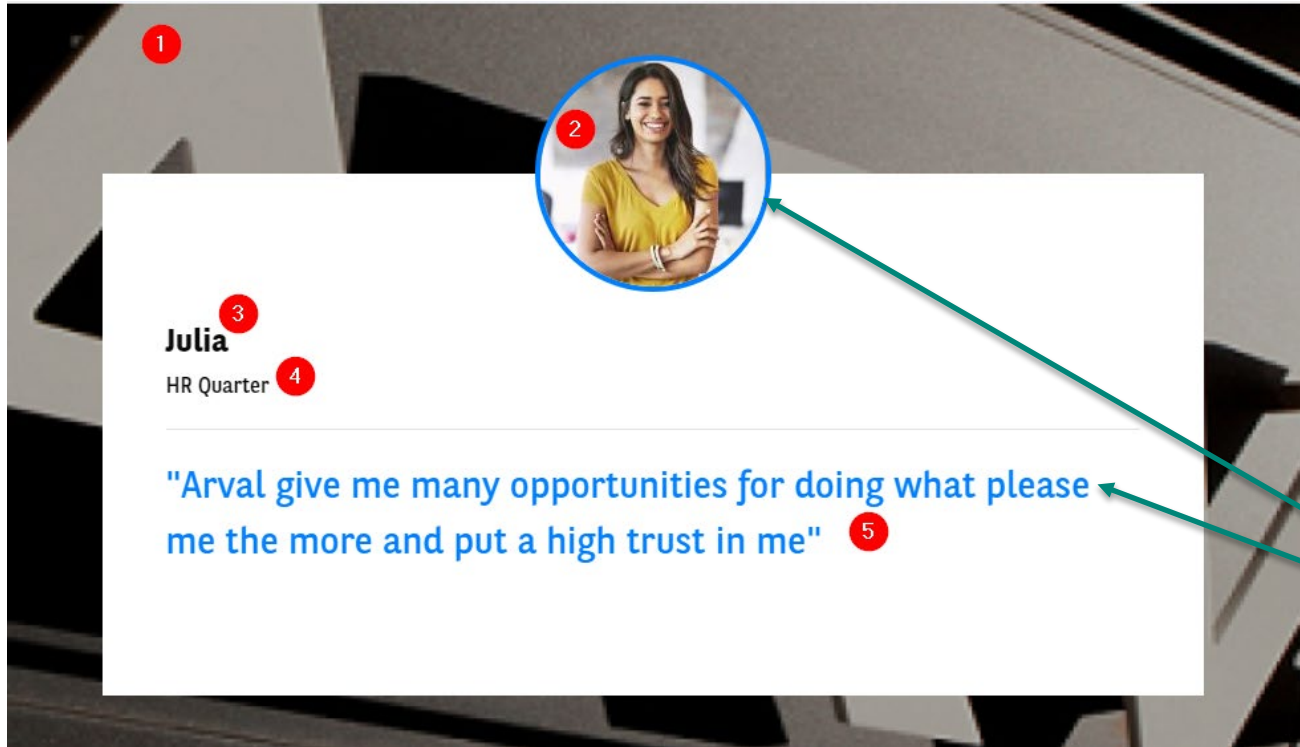 1
2
3
Julia
HR Quarter 4
"Arval give me many opportunities for doing what please
me the more and put a high trust in me" 5